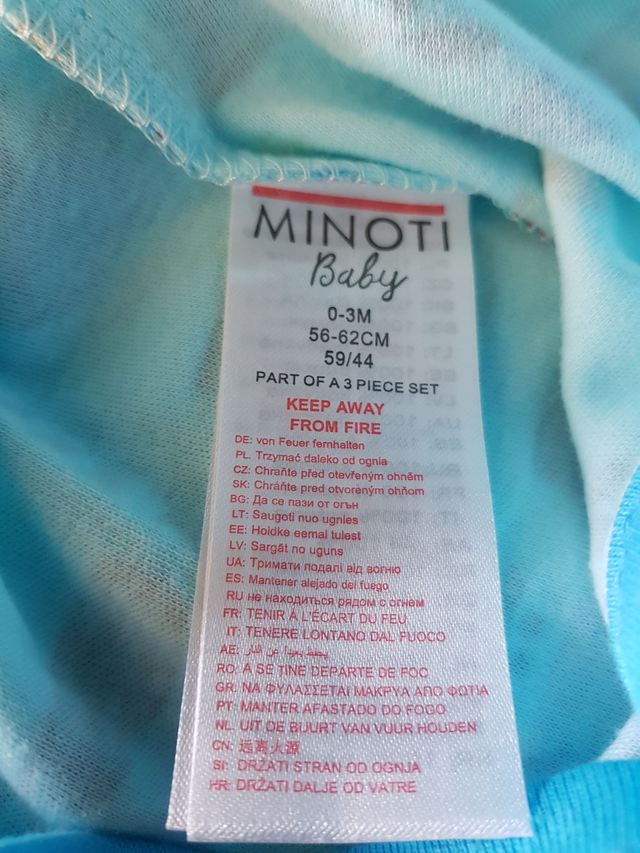 MINOTI
Baby
0-3M
56-62CM
59/44
PART OF A 3 PIECE SET
KEEP AWAY
FROM FIRE
DE: von Feuer fernhalten
PL. Trzymać daleko od ognia
CZ: Chraňte před otevřeným ohněm
SK: Chráňte pred otvoreným ohňom
BG: Да се пази от огън
LT: Saugoti nuo ugnies
EE: Hoidke eemal tulest
LV: Sargāt no uguns
UA: Тримати подалі від вогню
ES: Mantener alejado del fuego
RU не находиться рядом с огнем
FR: TENIR À L'ÉCART DU FEU
IT: TENERE LONTANO DAL FUOCO
AE: يحفظ بعيدا عن النار
RO: A SE ȚINE DEPARTE DE FOC
GR: ΝΑ ΦΥΛΑΣΣΕΤΑΙ ΜΑΚΡΥΑ ΑΠΟ ΦΩΤΙΑ
PT: MANTER AFASTADO DO FOGO
NL: UIT DE BUURT VAN VUUR HOUDEN
CN: 远离火源
SI: DRŽATI STRAN OD OGNJA
HR: DRŽATI DALJE OD VATRE